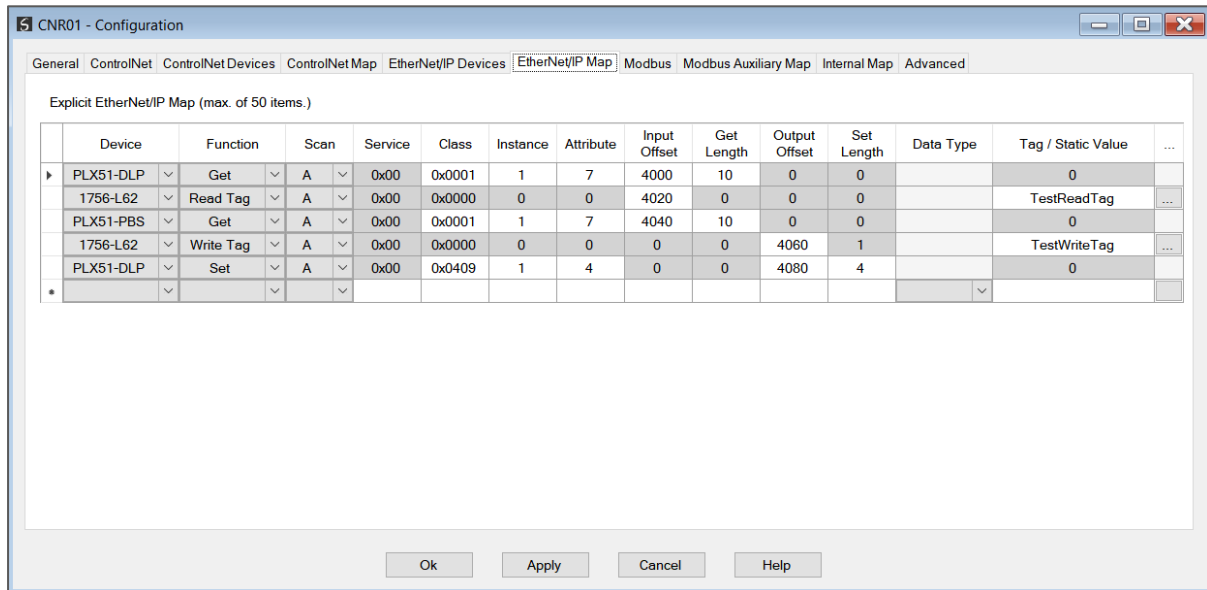 CNR01 - Configuration
General ControlNet ControlNet Devices ControlNet Map EtherNet/IP Devices EtherNet/IP Map Modbus Modbus Auxiliary Map Internal Map Advanced
Explicit EtherNet/IP Map (max. of 50 items.)
Device Function Scan Service Class Instance Attribute Input Offset Get Length Output Offset Set Length Data Type Tag / Static Value ...
PLX51-DLP Get A 0x00 0x0001 1 7 4000 10 0 0 0
1756-L62 Read Tag A 0x00 0x0000 0 0 4020 0 0 0 TestReadTag ...
PLX51-PBS Get A 0x00 0x0001 1 7 4040 10 0 0 0
1756-L62 Write Tag A 0x00 0x0000 0 0 0 0 4060 1 TestWriteTag ...
PLX51-DLP Set A 0x00 0x0409 1 4 0 0 4080 4 0
*
Ok Apply Cancel Help